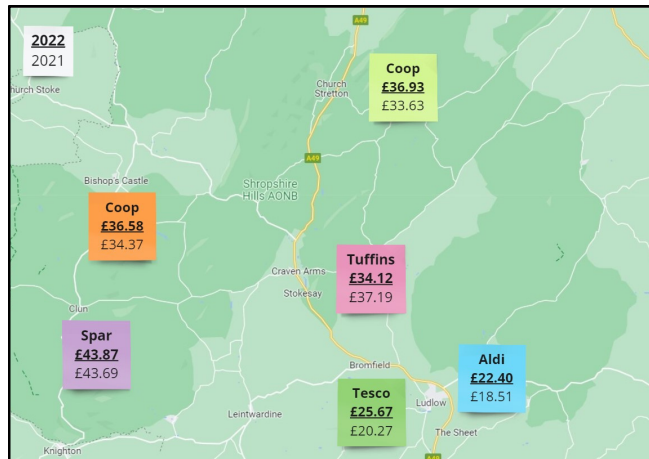 2022
2021
A49
Coop
£36.93
£33.63
Church
Stretton
hurch Stoke
A49
Bishop's Castle
Shropshire
Hills AONB
Coop
£36.58
£34.37
Tuffins
£34.12
£37.19
Craven Arms
Stokesay
Clun
Spar
£43.87
£43.69
Bromfield
Aldi
£22.40
£18.51
Tesco
£25.67
£20.27
Ludlow
Leintwardine
The Sheet
Knighton
A49